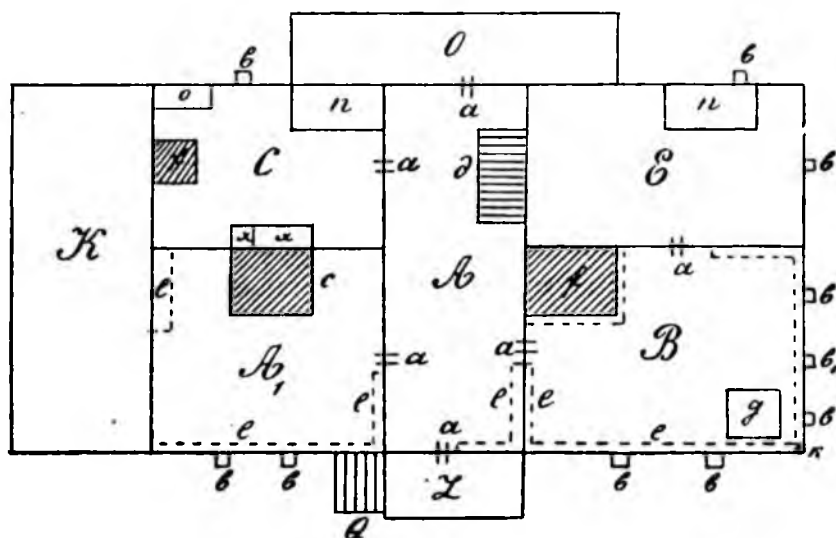 O
в в
о п а п
х С а д Е в
К х х
е с А f а в
А₁ а а В в,
е е е g в
е а е к
в в Z в в
Q